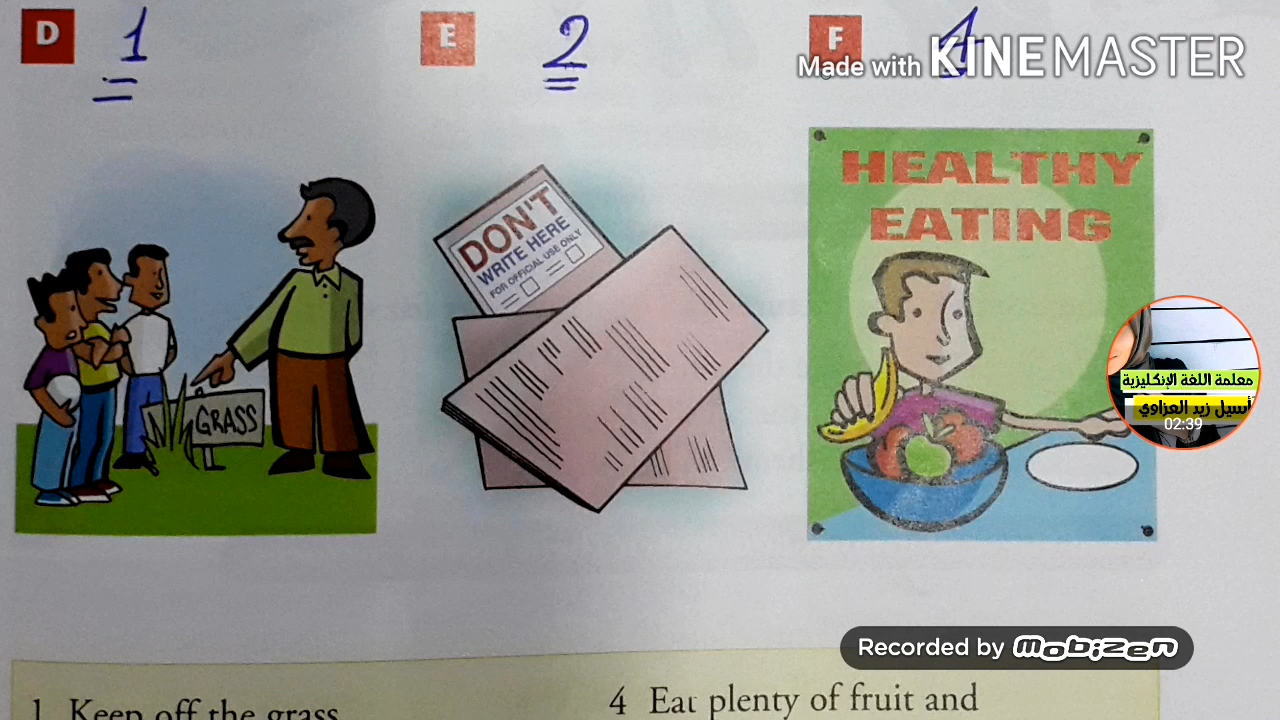 D 1
E 2
F 4
Made with KINEMASTER
HEALTHY
EATING
DON'T
WRITE HERE
FOR OFFICIAL USE ONLY
GRASS
معلمة اللغة الإنكليزية
أسيل زيد العزاوي
02:39
Recorded by mobizen
1 Keep off the grass
4 Eat plenty of fruit and